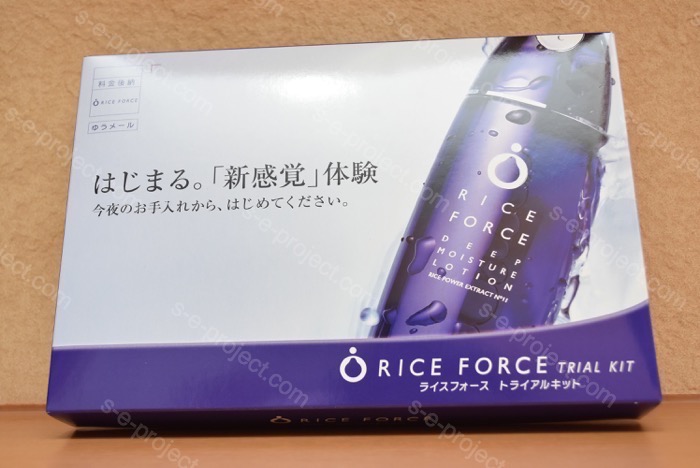 料金後納
RICE FORCE
ゆうメール
はじまる。「新感覚」体験
今夜のお手入れから、はじめてください。
RICE
FORCE
DEEP
MOISTURE
LOTION
RICE POWER EXTRACT No.11
RICE FORCE TRIAL KIT
ライスフォース トライアルキット
RICE FORCE
s-e-project.com